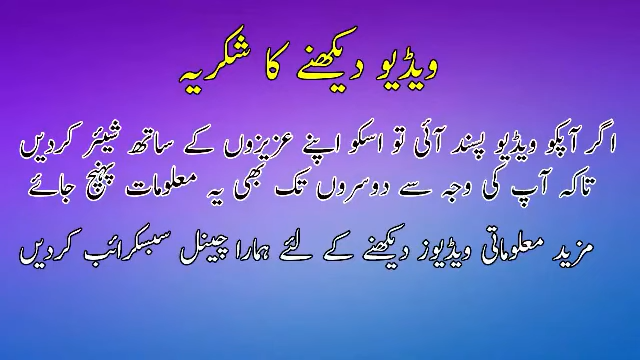 ویڈیو دیکھنے کا شکریہ
اگر آپکو ویڈیو پسند آئی تو اسکو اپنے عزیزوں کے ساتھ شیئر کردیں
تاکہ آپ کی وجہ سے دوسروں تک بھی یہ معلومات پہنچ جائے
مزید معلوماتی ویڈیوز دیکھنے کے لئے ہمارا چینل سبسکرائب کردیں